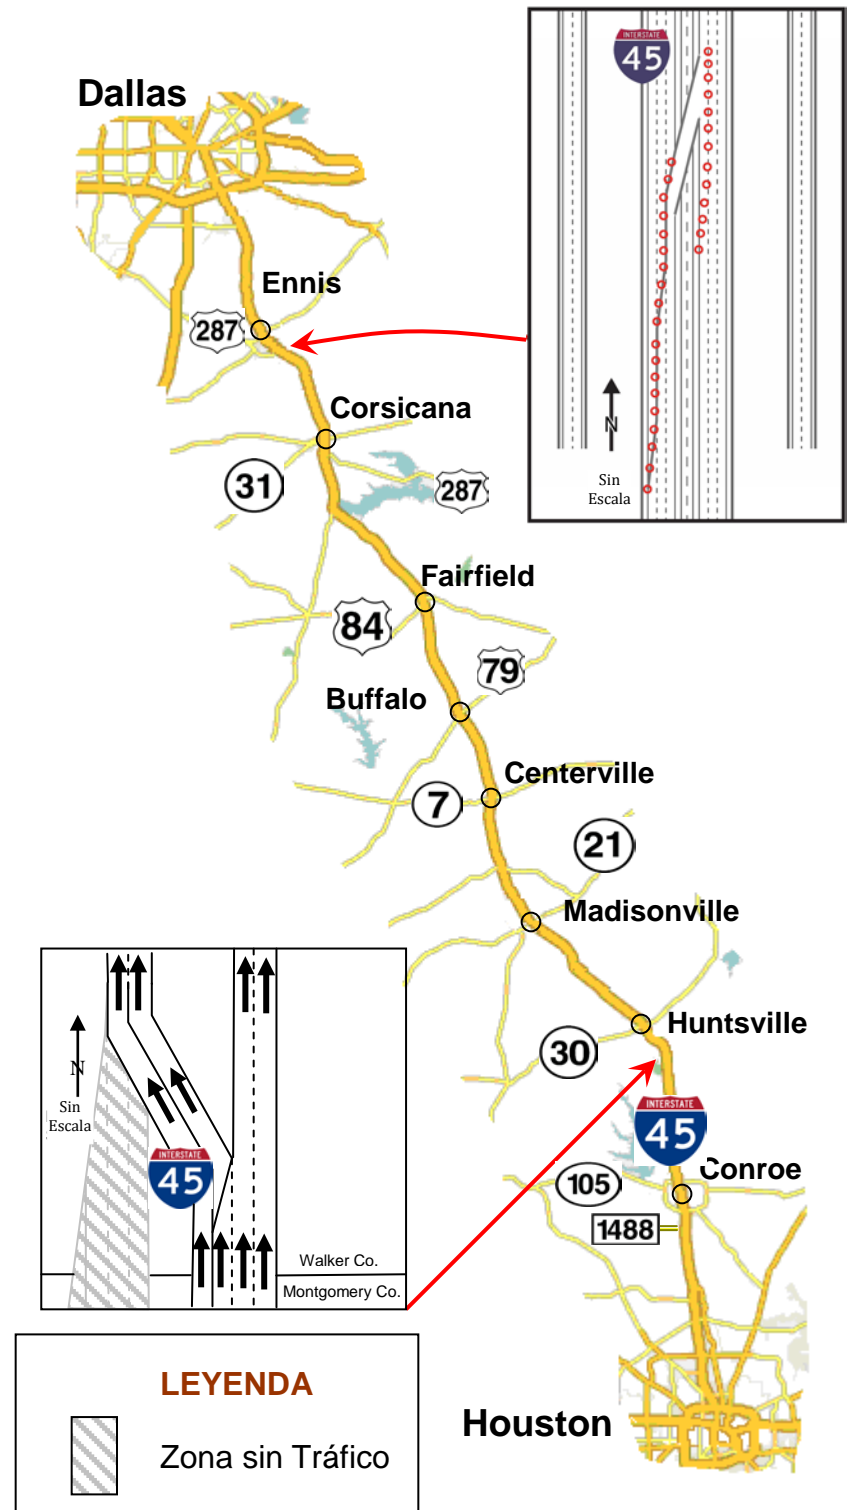 INTERSTATE
45
N
Sin
Escala
Dallas
Ennis
287
Corsicana
31
287
Fairfield
84
79
Buffalo
Centerville
7
21
Madisonville
Huntsville
30
INTERSTATE
45
Conroe
105
1488
Houston
N
Sin
Escala
INTERSTATE
45
Walker Co.
Montgomery Co.
LEYENDA
Zona sin Tráfico